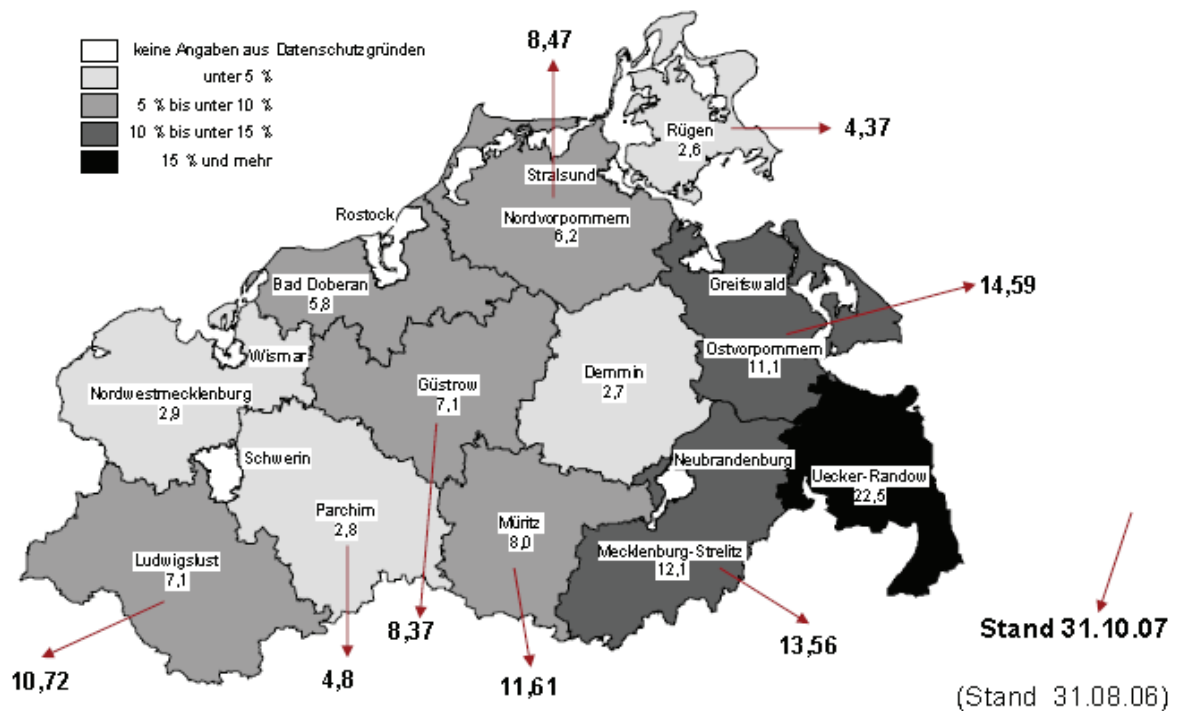 keine Angaben aus Datenschutzgründen
unter 5 %
5 % bis unter 10 %
10 % bis unter 15 %
15 % und mehr
8,47
Rügen
2,6
4,37
Stralsund
Nordvorpommern
6,2
Rostock
Bad Doberan
5,8
Greifswald
14,59
Ostvorpommern
11,1
Wismar
Nordwestmecklenburg
2,9
Güstrow
7,1
Demmin
2,7
Schwerin
Neubrandenburg
Uecker-Randow
22,5
Parchim
2,8
Müritz
8,0
Mecklenburg-Strelitz
12,1
Ludwigslust
7,1
10,72
4,8
8,37
11,61
13,56
Stand 31.10.07
(Stand 31.08.06)